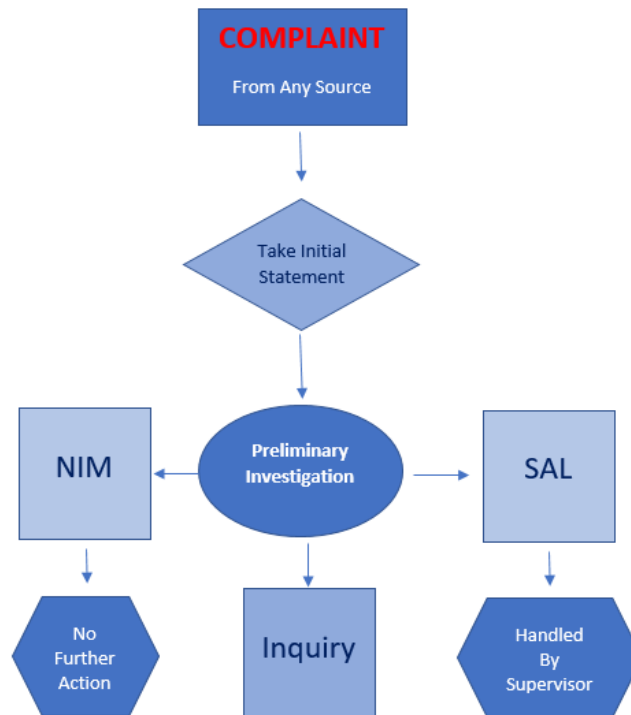 COMPLAINT
From Any Source
Take Initial
Statement
NIM
Preliminary
Investigation
SAL
No
Further
Action
Inquiry
Handled
By
Supervisor